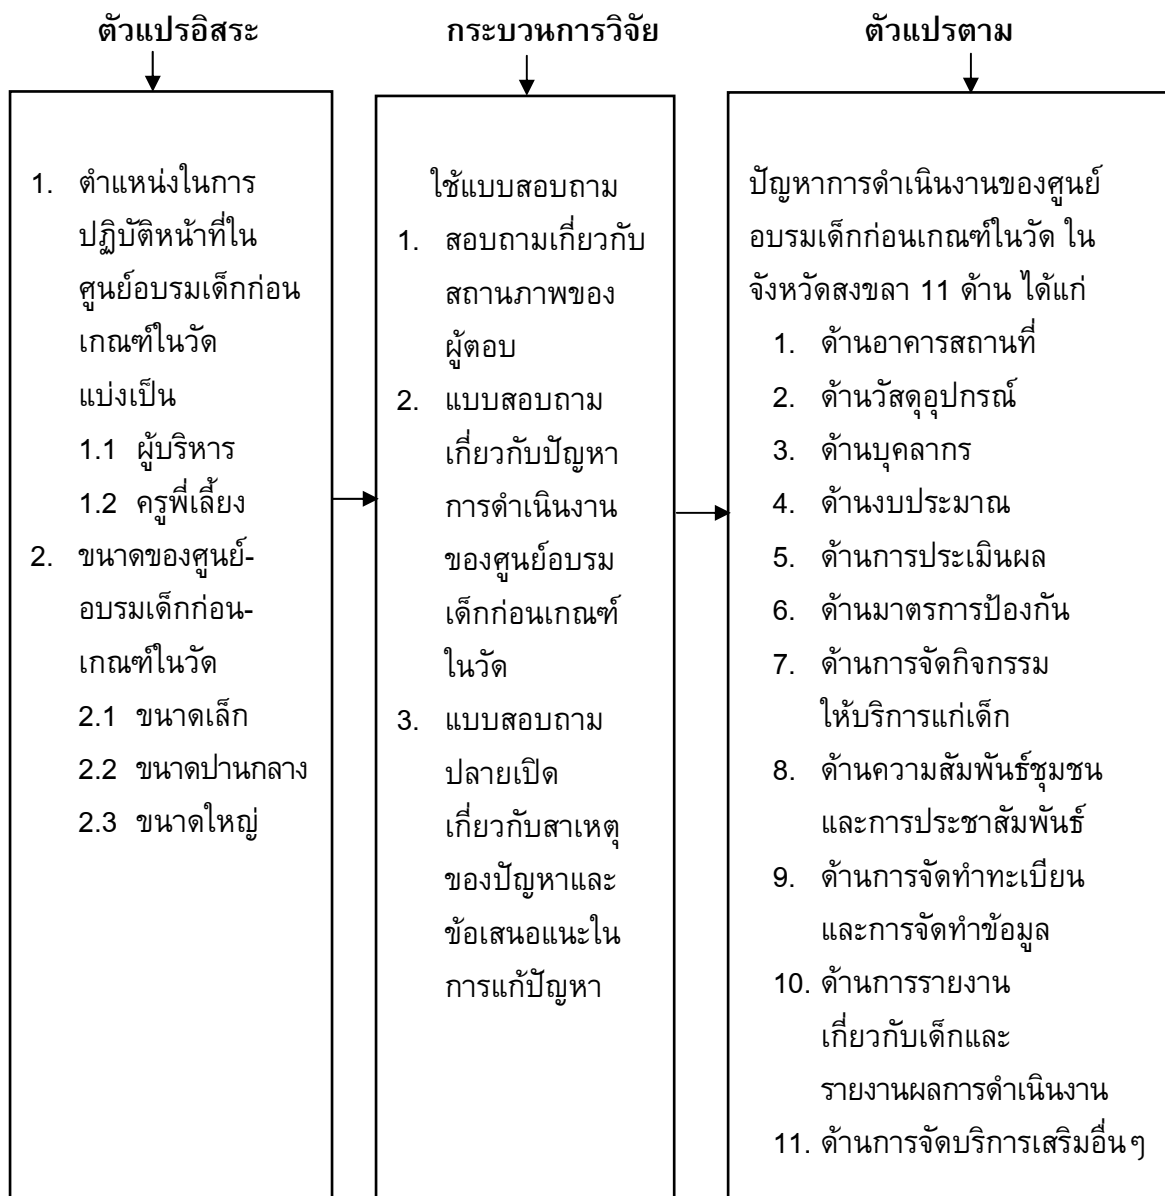 ตัวแปรอิสระ
กระบวนการวิจัย
ตัวแปรตาม
1. ตำแหน่งในการ
ปฏิบัติหน้าที่ใน
ศูนย์อบรมเด็กก่อน
เกณฑ์ในวัด
แบ่งเป็น
1.1 ผู้บริหาร
1.2 ครูพี่เลี้ยง
2. ขนาดของศูนย์-
อบรมเด็กก่อน-
เกณฑ์ในวัด
2.1 ขนาดเล็ก
2.2 ขนาดปานกลาง
2.3 ขนาดใหญ่
ใช้แบบสอบถาม
1. สอบถามเกี่ยวกับ
สถานภาพของ
ผู้ตอบ
2. แบบสอบถาม
เกี่ยวกับปัญหา
การดำเนินงาน
ของศูนย์อบรม
เด็กก่อนเกณฑ์
ในวัด
3. แบบสอบถาม
ปลายเปิด
เกี่ยวกับสาเหตุ
ของปัญหาและ
ข้อเสนอแนะใน
การแก้ปัญหา
ปัญหาการดำเนินงานของศูนย์
อบรมเด็กก่อนเกณฑ์ในวัด ใน
จังหวัดสงขลา 11 ด้าน ได้แก่
1. ด้านอาคารสถานที่
2. ด้านวัสดุอุปกรณ์
3. ด้านบุคลากร
4. ด้านงบประมาณ
5. ด้านการประเมินผล
6. ด้านมาตรการป้องกัน
7. ด้านการจัดกิจกรรม
ให้บริการแก่เด็ก
8. ด้านความสัมพันธ์ชุมชน
และการประชาสัมพันธ์
9. ด้านการจัดทำทะเบียน
และการจัดทำข้อมูล
10. ด้านการรายงาน
เกี่ยวกับเด็กและ
รายงานผลการดำเนินงาน
11. ด้านการจัดบริการเสริมอื่นๆ